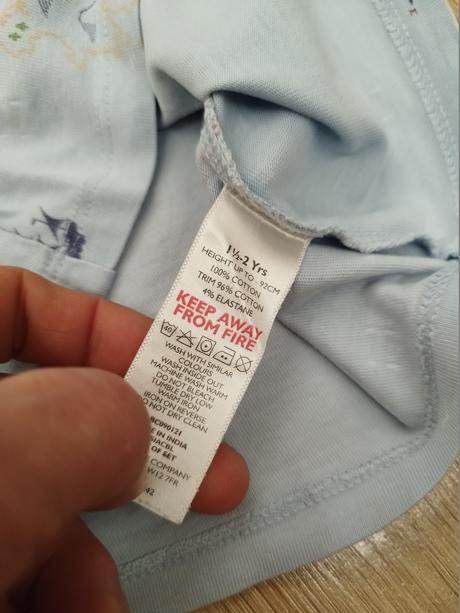 1½-2 Yrs
HEIGHT UP TO - 92CM
100% COTTON
TRIM 96% COTTON
4% ELASTANE
KEEP AWAY
FROM FIRE
40
WASH WITH SIMILAR
COLOURS
WASH INSIDE OUT
MACHINE WASH WARM
DO NOT BLEACH
TUMBLE DRY LOW
WARM IRON
IRON ON REVERSE
DO NOT DRY CLEAN
IN INDIA
OF SET
COMPANY
W12 7FR
42